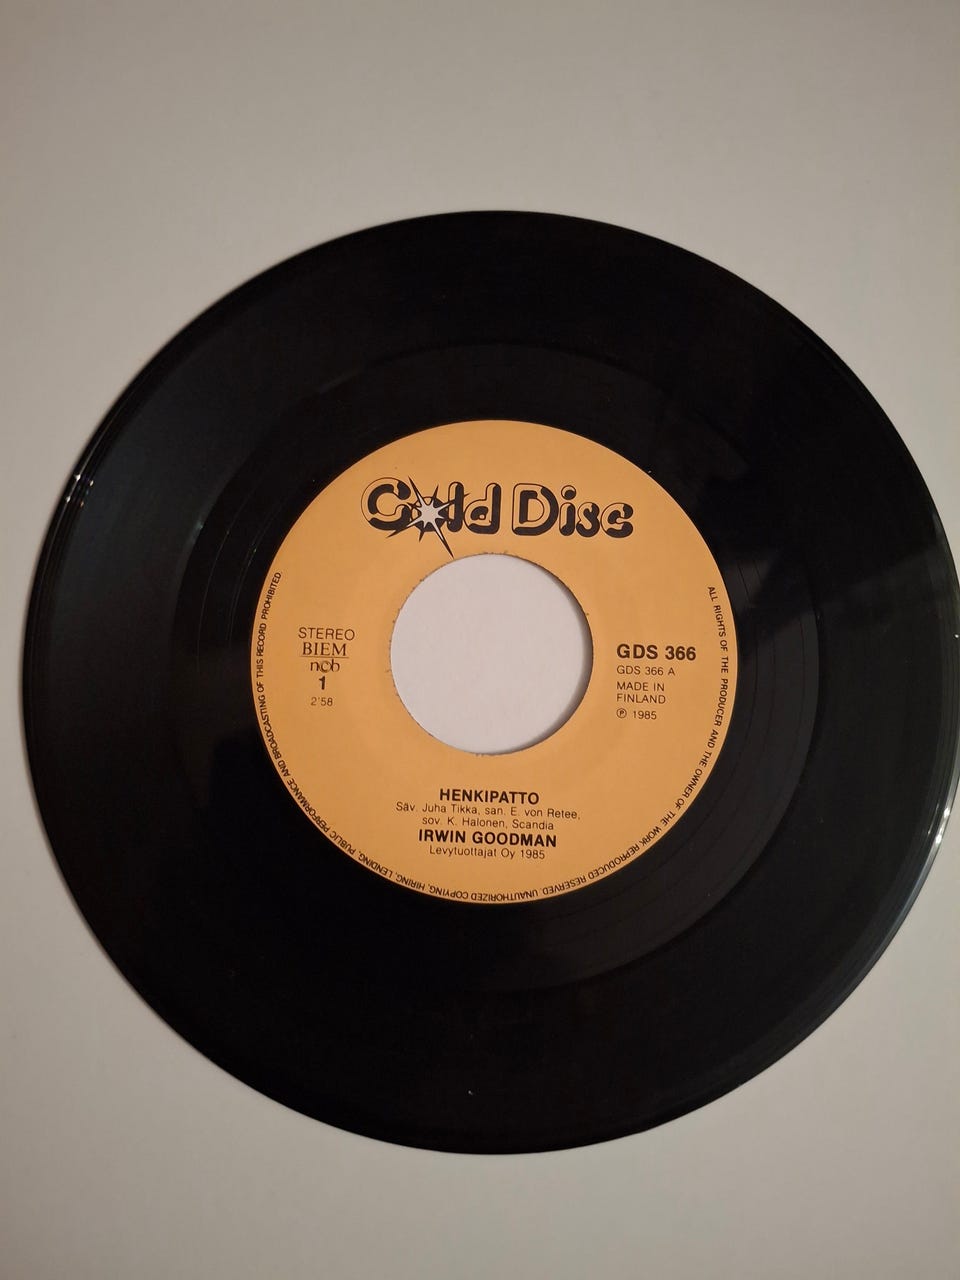 Gold Disc
STEREO
BIEM
ncb
1
2'58
GDS 366
GDS 366 A
MADE IN
FINLAND
℗ 1985
HENKIPATTO
Säv. Juha Tikka, san. E. von Retee,
sov. K. Halonen, Scandia
IRWIN GOODMAN
Levytuottajat Oy 1985
ALL RIGHTS OF THE PRODUCER AND THE OWNER OF THE WORK REPRODUCED RESERVED. UNAUTHORIZED COPYING, HIRING, LENDING, PUBLIC PERFORMANCE AND BROADCASTING OF THIS RECORD PROHIBITED.